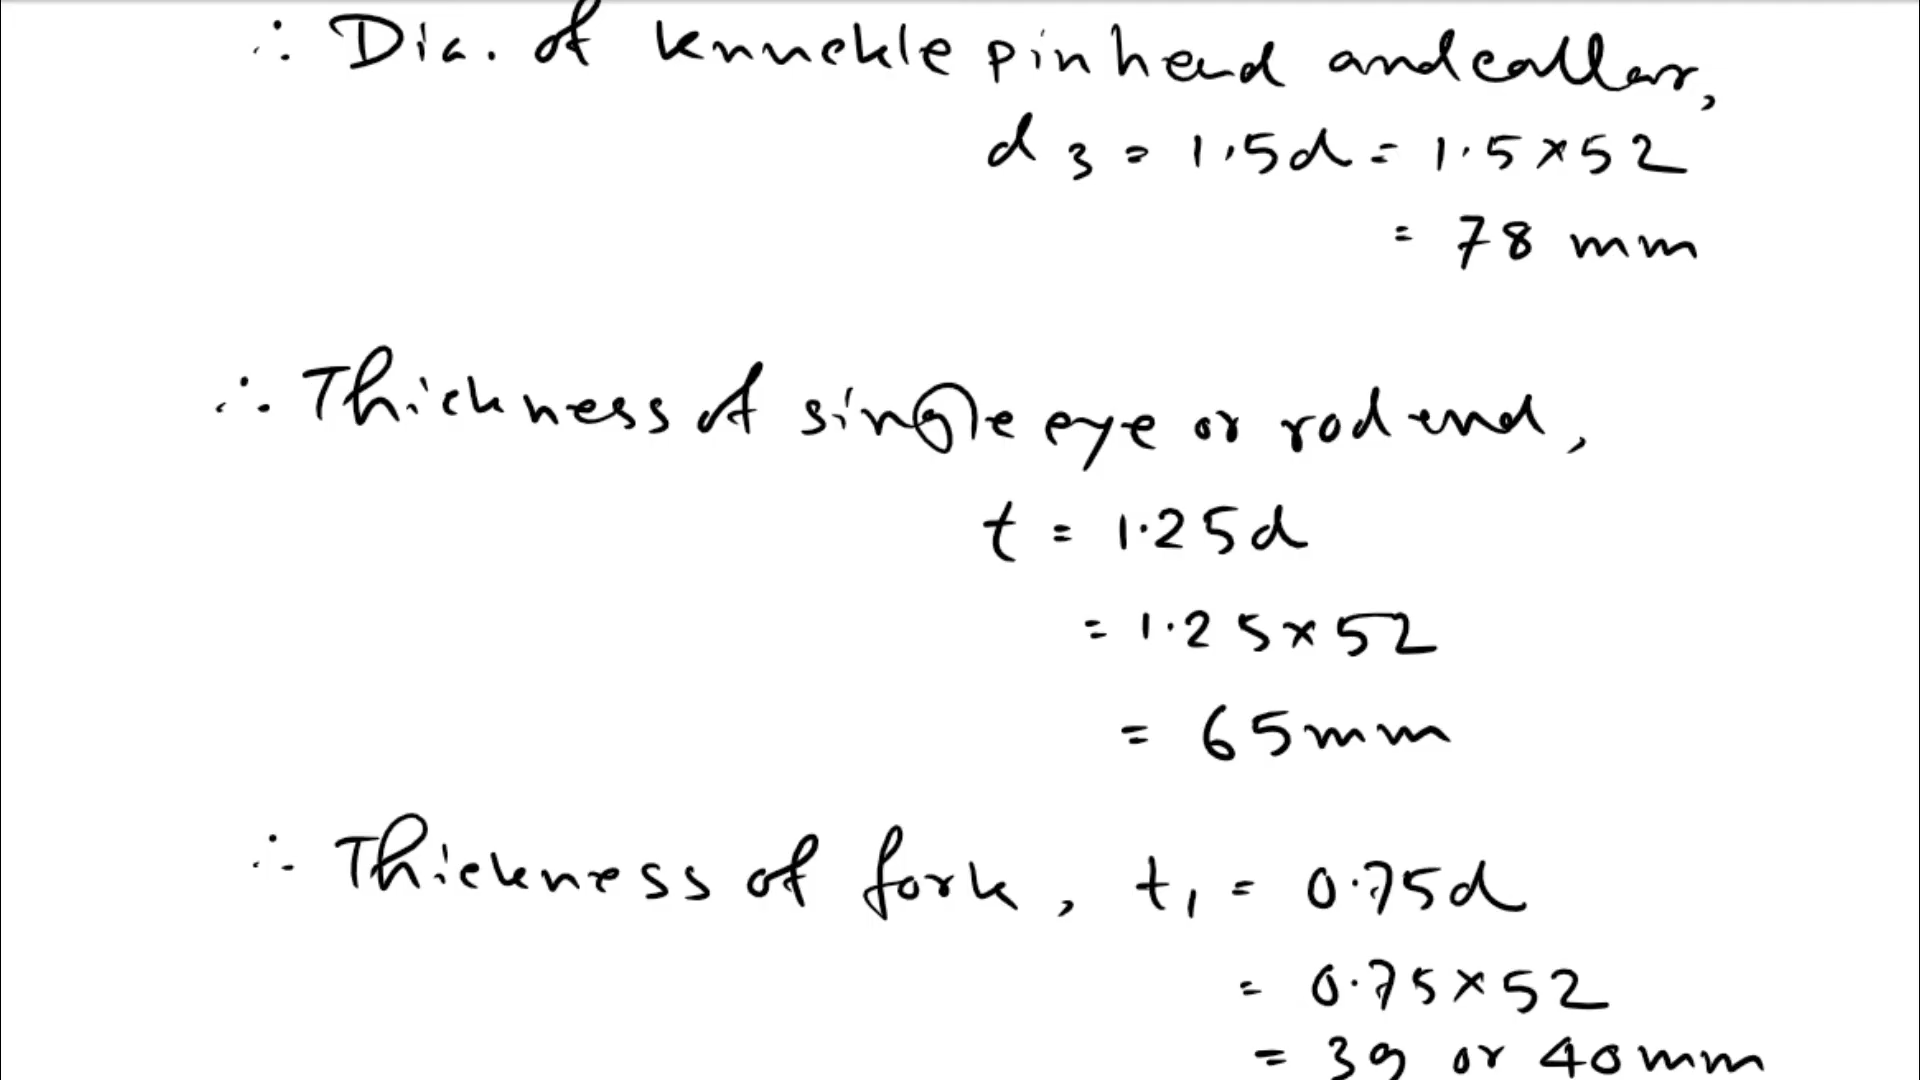 ∴ Dia. of knuckle pin head and collar,
d3 = 1.5d = 1.5×52
= 78 mm
∴ Thickness of single eye or rod end,
t = 1.25d
= 1.25×52
= 65mm
∴ Thickness of fork, t1 = 0.75d
= 0.75×52
= 39 or 40mm